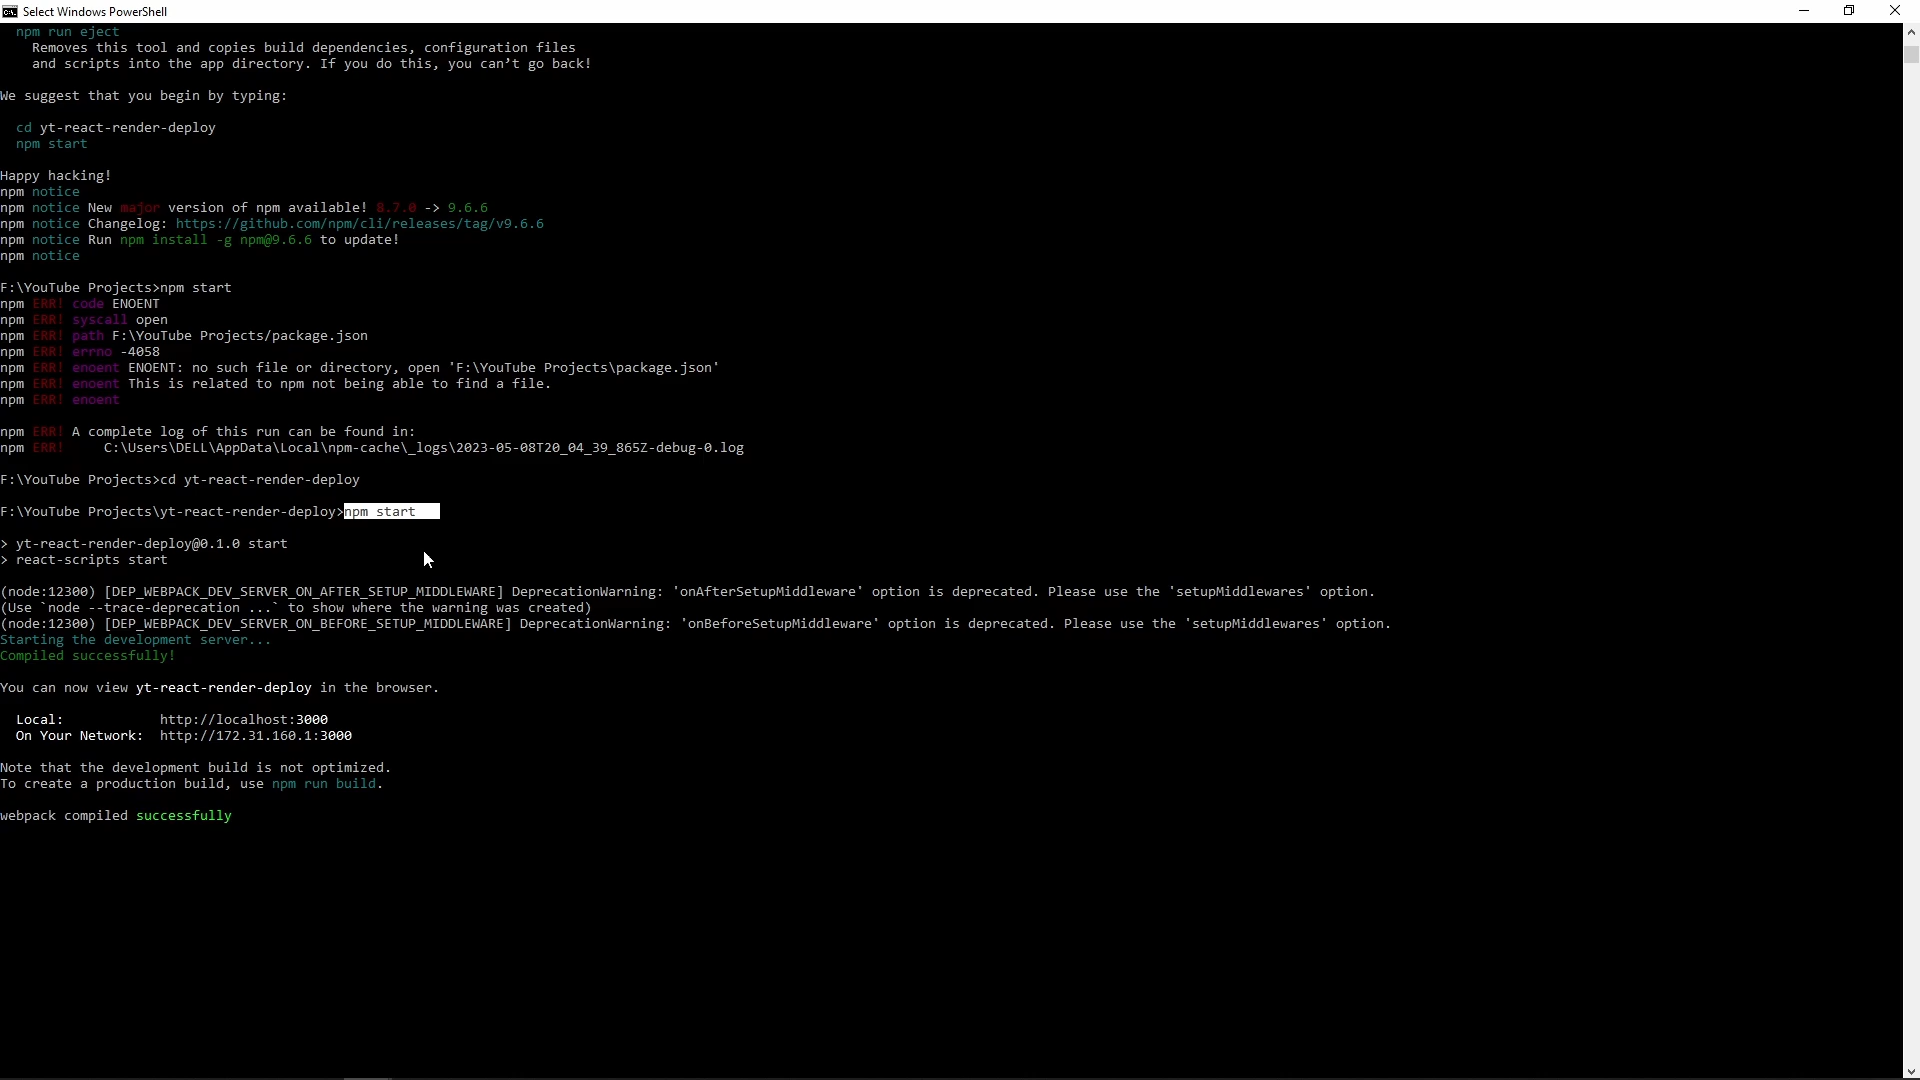 Select Windows PowerShell
npm run eject
Removes this tool and copies build dependencies, configuration files
and scripts into the app directory. If you do this, you can’t go back!
We suggest that you begin by typing:
cd yt-react-render-deploy
npm start
Happy hacking!
npm notice
npm notice New major version of npm available! 8.7.0 -> 9.6.6
npm notice Changelog: https://github.com/npm/cli/releases/tag/v9.6.6
npm notice Run npm install -g npm@9.6.6 to update!
npm notice
F:\YouTube Projects>npm start
npm ERR! code ENOENT
npm ERR! syscall open
npm ERR! path F:\YouTube Projects/package.json
npm ERR! errno -4058
npm ERR! enoent ENOENT: no such file or directory, open 'F:\YouTube Projects\package.json'
npm ERR! enoent This is related to npm not being able to find a file.
npm ERR! enoent
npm ERR! A complete log of this run can be found in:
npm ERR!     C:\Users\DELL\AppData\Local\npm-cache\_logs\2023-05-08T20_04_39_865Z-debug-0.log
F:\YouTube Projects>cd yt-react-render-deploy
F:\YouTube Projects\yt-react-render-deploy>npm start
> yt-react-render-deploy@0.1.0 start
> react-scripts start
(node:12300) [DEP_WEBPACK_DEV_SERVER_ON_AFTER_SETUP_MIDDLEWARE] DeprecationWarning: 'onAfterSetupMiddleware' option is deprecated. Please use the 'setupMiddlewares' option.
(Use `node --trace-deprecation ...` to show where the warning was created)
(node:12300) [DEP_WEBPACK_DEV_SERVER_ON_BEFORE_SETUP_MIDDLEWARE] DeprecationWarning: 'onBeforeSetupMiddleware' option is deprecated. Please use the 'setupMiddlewares' option.
Starting the development server...
Compiled successfully!
You can now view yt-react-render-deploy in the browser.
Local:            http://localhost:3000
On Your Network:  http://172.31.160.1:3000
Note that the development build is not optimized.
To create a production build, use npm run build.
webpack compiled successfully